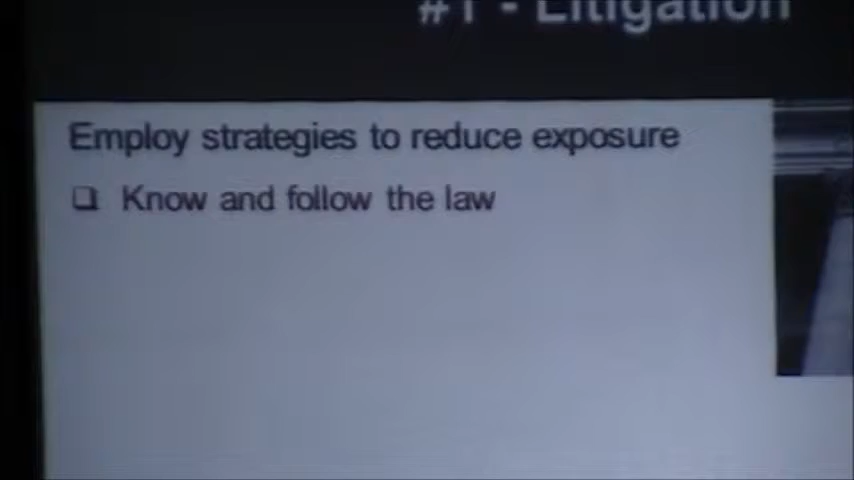 #1 - Litigation
Employ strategies to reduce exposure
❑ Know and follow the law